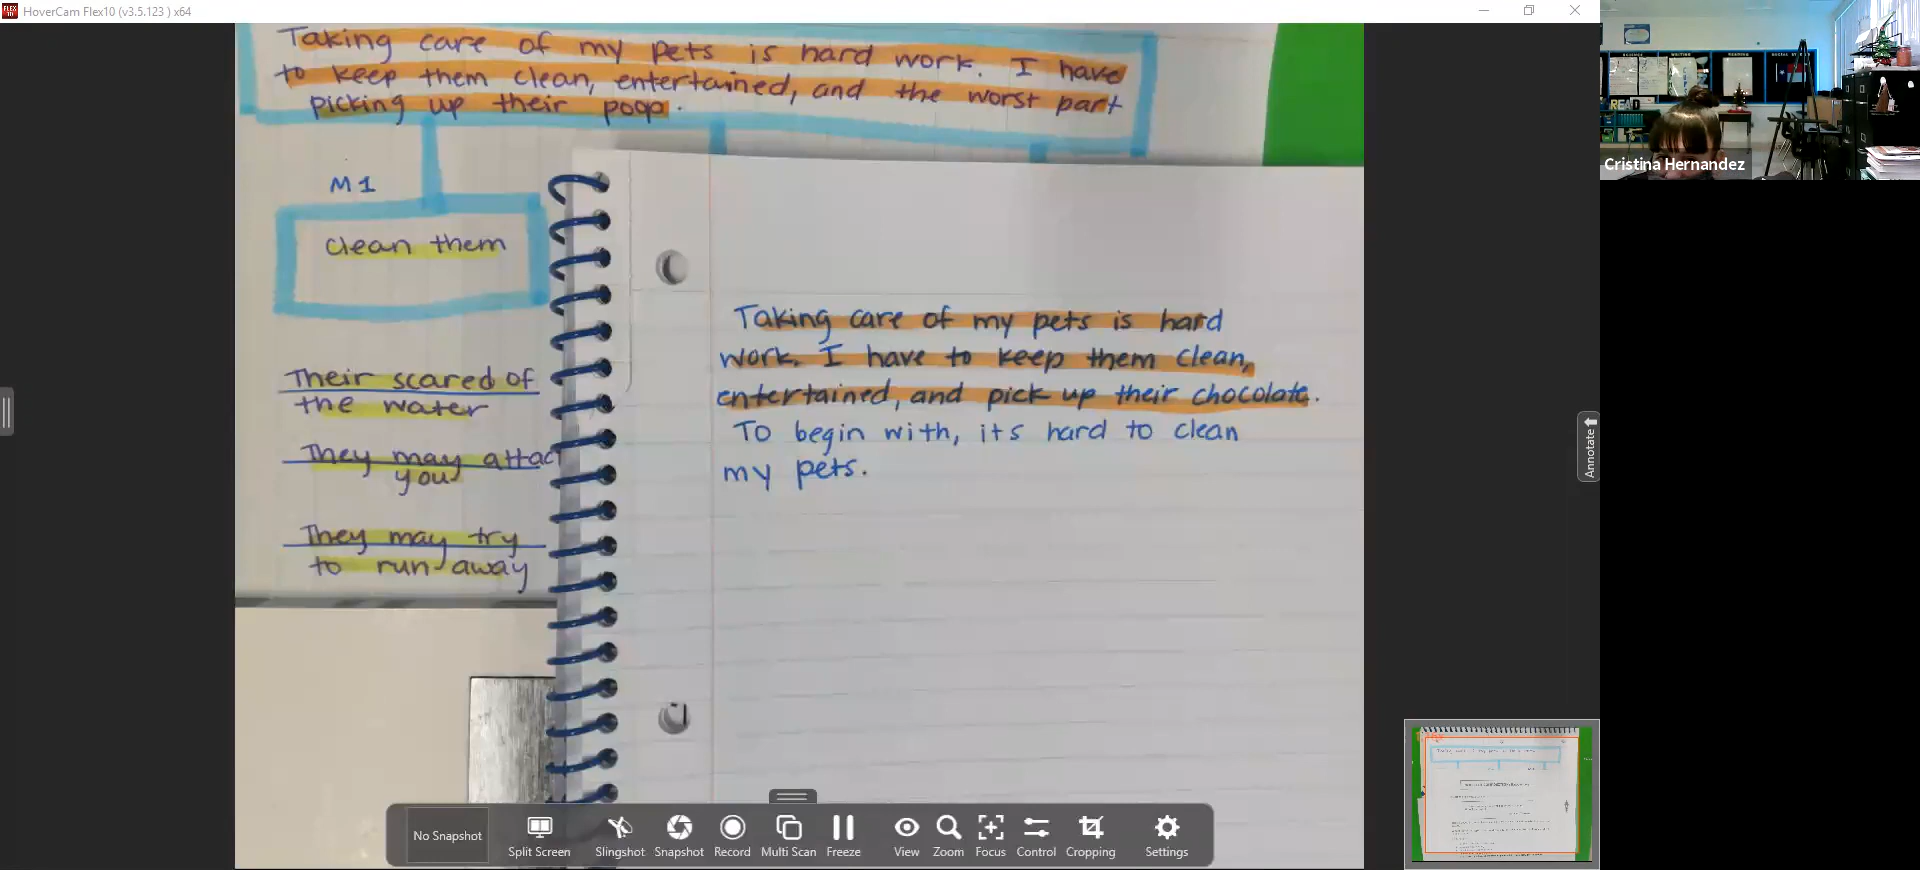 HoverCam Flex10 (v3.5.123 ) x64
Taking care of my pets is hard work. I have
to keep them clean, entertained, and the worst part
picking up their poop.
M1
Clean them
Their scared of
the water
They may attac
you
They may try
to run away
Taking care of my pets is hard
work. I have to keep them clean,
entertained, and pick up their chocolate.
To begin with, its hard to clean
my pets.
Cristina Hernandez
READ
Annotate
No Snapshot
Split Screen
Slingshot
Snapshot
Record
Multi Scan
Freeze
View
Zoom
Focus
Control
Cropping
Settings